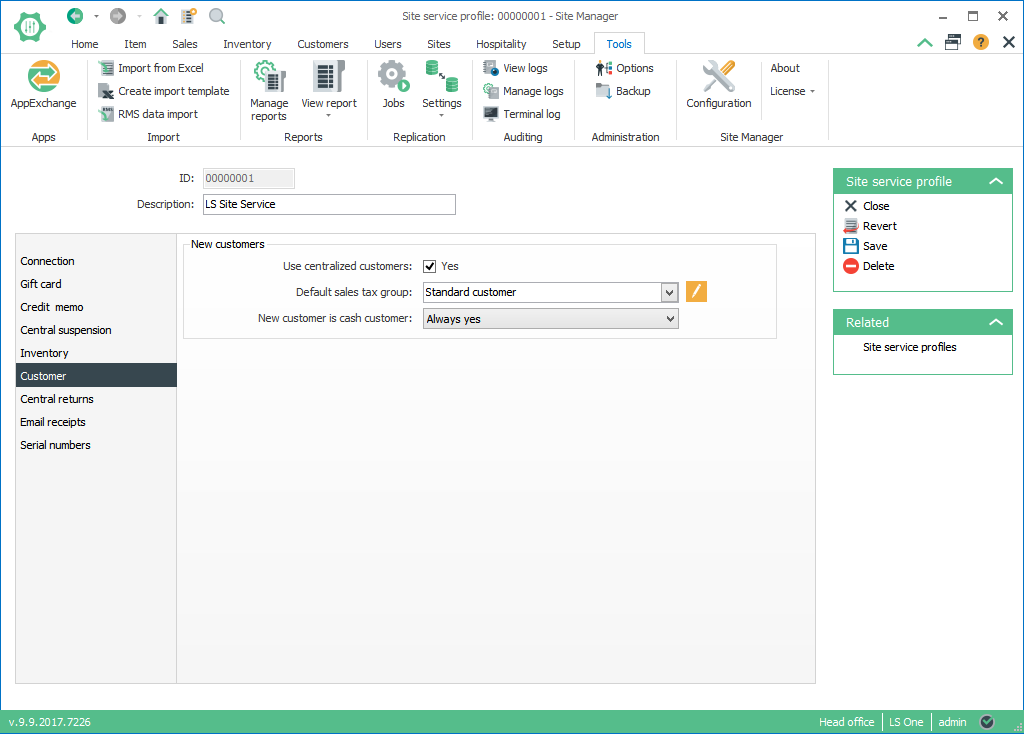 Site service profile: 00000001 - Site Manager
Home Item Sales Inventory Customers Users Sites Hospitality Setup Tools
AppExchange
Apps
Import from Excel
Create import template
RMS data import
Import
Manage reports
View report
Reports
Jobs
Settings
Replication
View logs
Manage logs
Terminal log
Auditing
Options
Backup
Administration
Configuration
About
License
Site Manager
ID: 00000001
Description: LS Site Service
Connection
Gift card
Credit memo
Central suspension
Inventory
Customer
Central returns
Email receipts
Serial numbers
New customers
Use centralized customers: Yes
Default sales tax group: Standard customer
New customer is cash customer: Always yes
Site service profile
Close
Revert
Save
Delete
Related
Site service profiles
v.9.9.2017.7226
Head office LS One admin